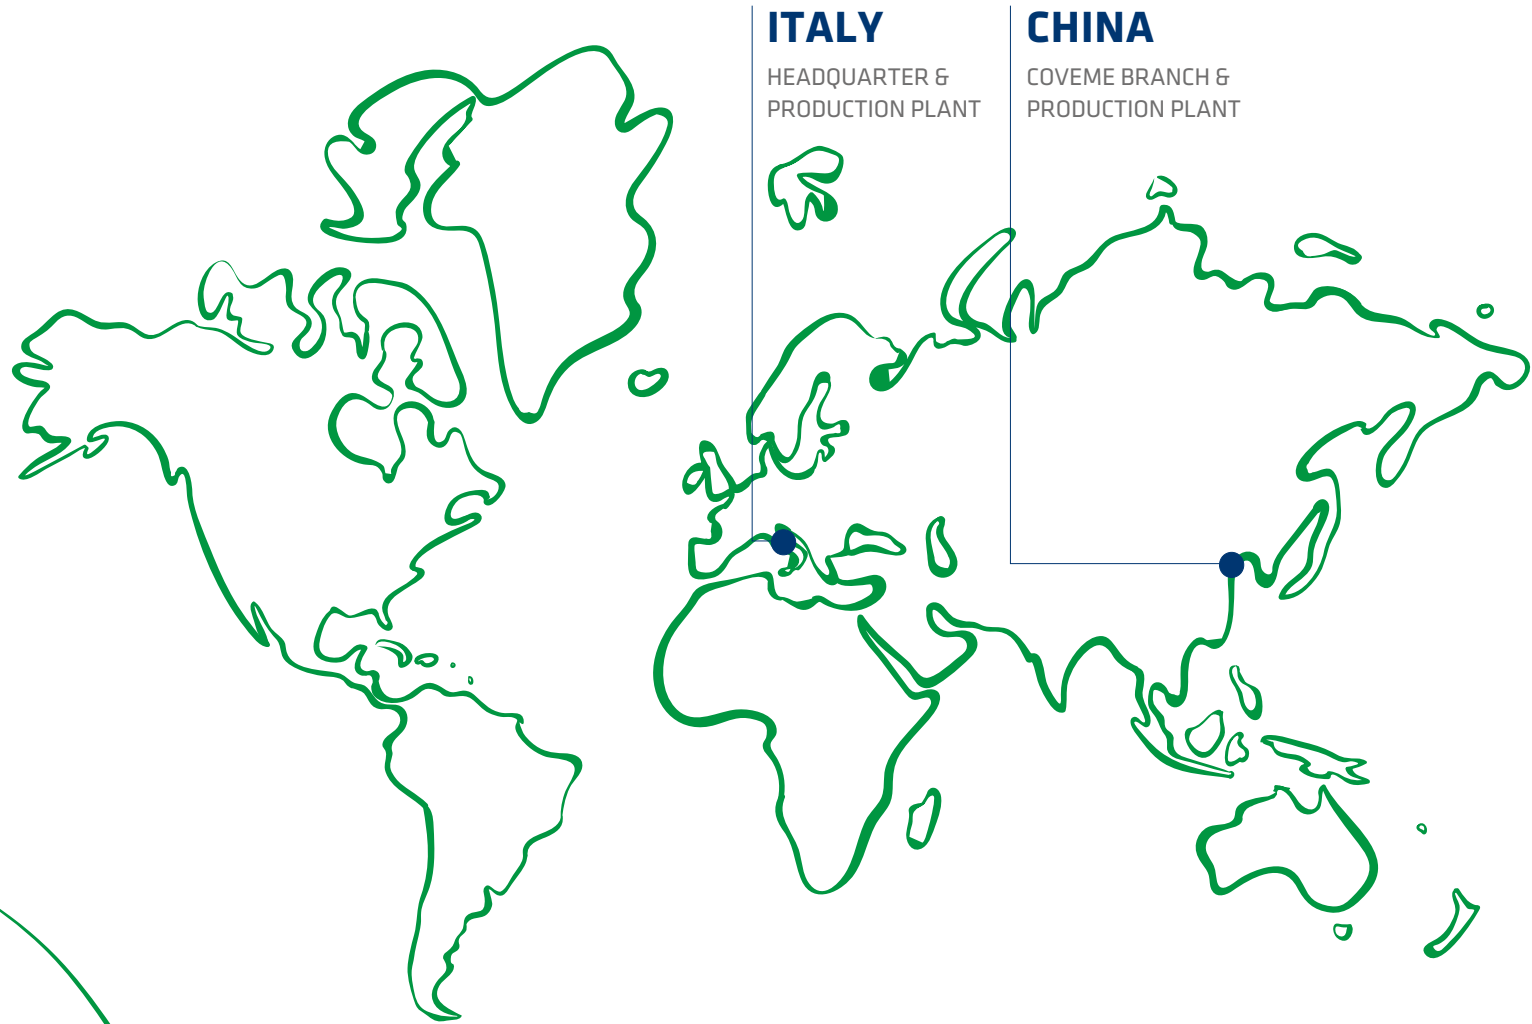 ITALY
HEADQUARTER &
PRODUCTION PLANT
CHINA
COVEME BRANCH &
PRODUCTION PLANT